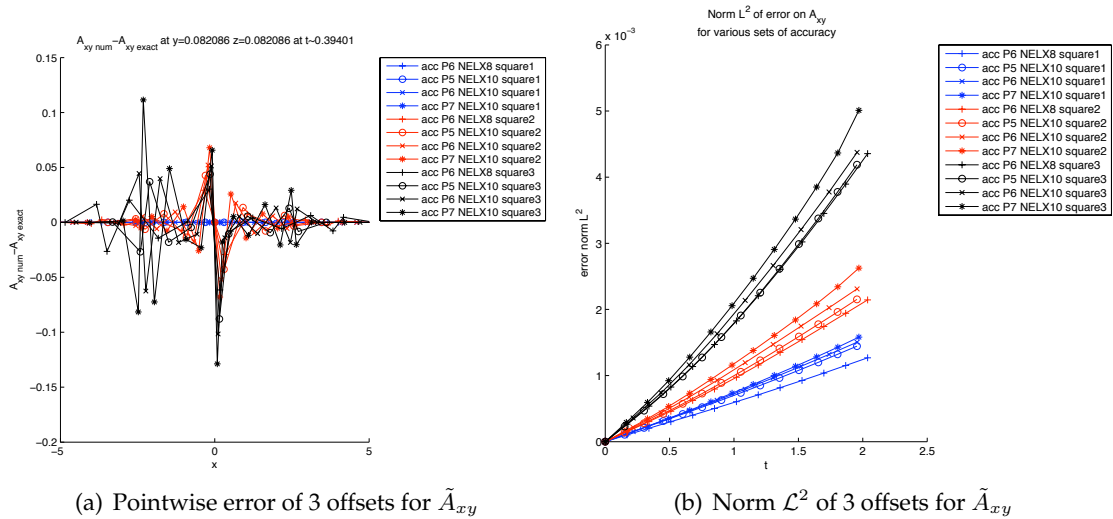 A_xy num−A_xy exact at y=0.082086 z=0.082086 at t~0.39401
0.15
0.1
0.05
0
−0.05
−0.1
−0.15
−0.2
A_xy num−A_xy exact
−5
0
5
x
acc P6 NELX8 square1
acc P5 NELX10 square1
acc P6 NELX10 square1
acc P7 NELX10 square1
acc P6 NELX8 square2
acc P5 NELX10 square2
acc P6 NELX10 square2
acc P7 NELX10 square2
acc P6 NELX8 square3
acc P5 NELX10 square3
acc P6 NELX10 square3
acc P7 NELX10 square3
(a) Pointwise error of 3 offsets for Ã_xy
Norm L² of error on A_xy
for various sets of accuracy
x 10⁻³
6
5
4
3
2
1
0
error norm L²
0
0.5
1
1.5
2
2.5
t
acc P6 NELX8 square1
acc P5 NELX10 square1
acc P6 NELX10 square1
acc P7 NELX10 square1
acc P6 NELX8 square2
acc P5 NELX10 square2
acc P6 NELX10 square2
acc P7 NELX10 square2
acc P6 NELX8 square3
acc P5 NELX10 square3
acc P6 NELX10 square3
acc P7 NELX10 square3
(b) Norm ℒ² of 3 offsets for Ã_xy